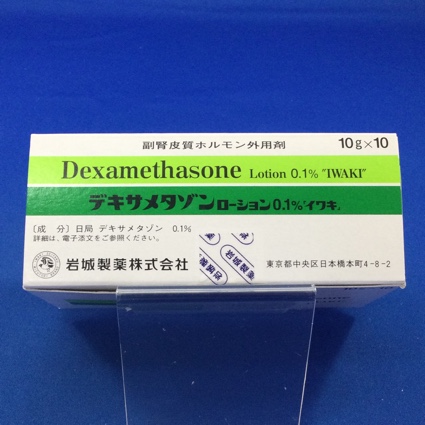 副腎皮質ホルモン外用剤 10g×10
Dexamethasone Lotion 0.1% "IWAKI"
デキサメタゾンローション0.1%「イワキ」
〔成 分〕日局 デキサメタゾン 0.1%
詳細は、電子添文をご参照ください。
岩城製薬株式会社
東京都中央区日本橋本町4-8-2